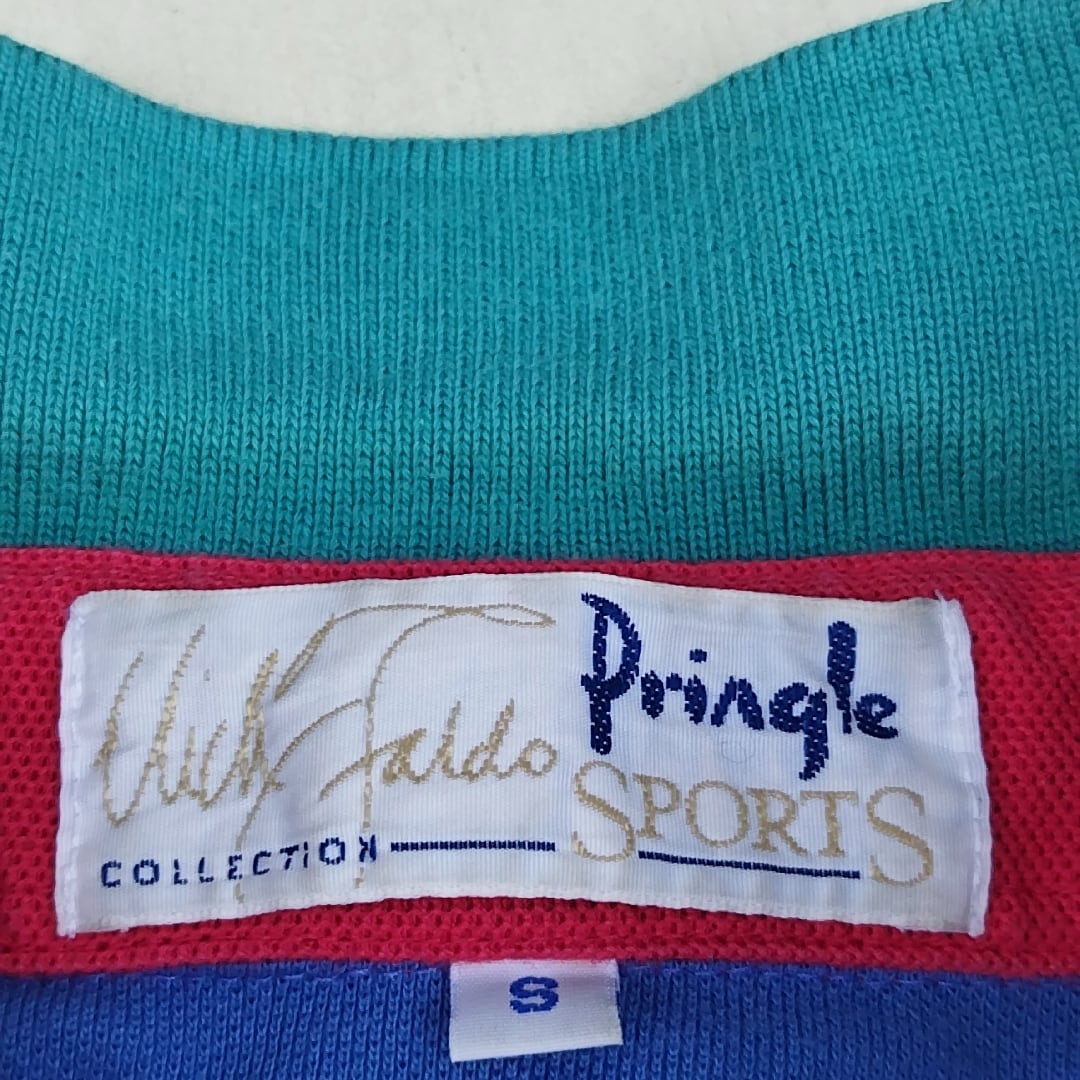 Nick Faldo
COLLECTION
Pringle
SPORTS
S